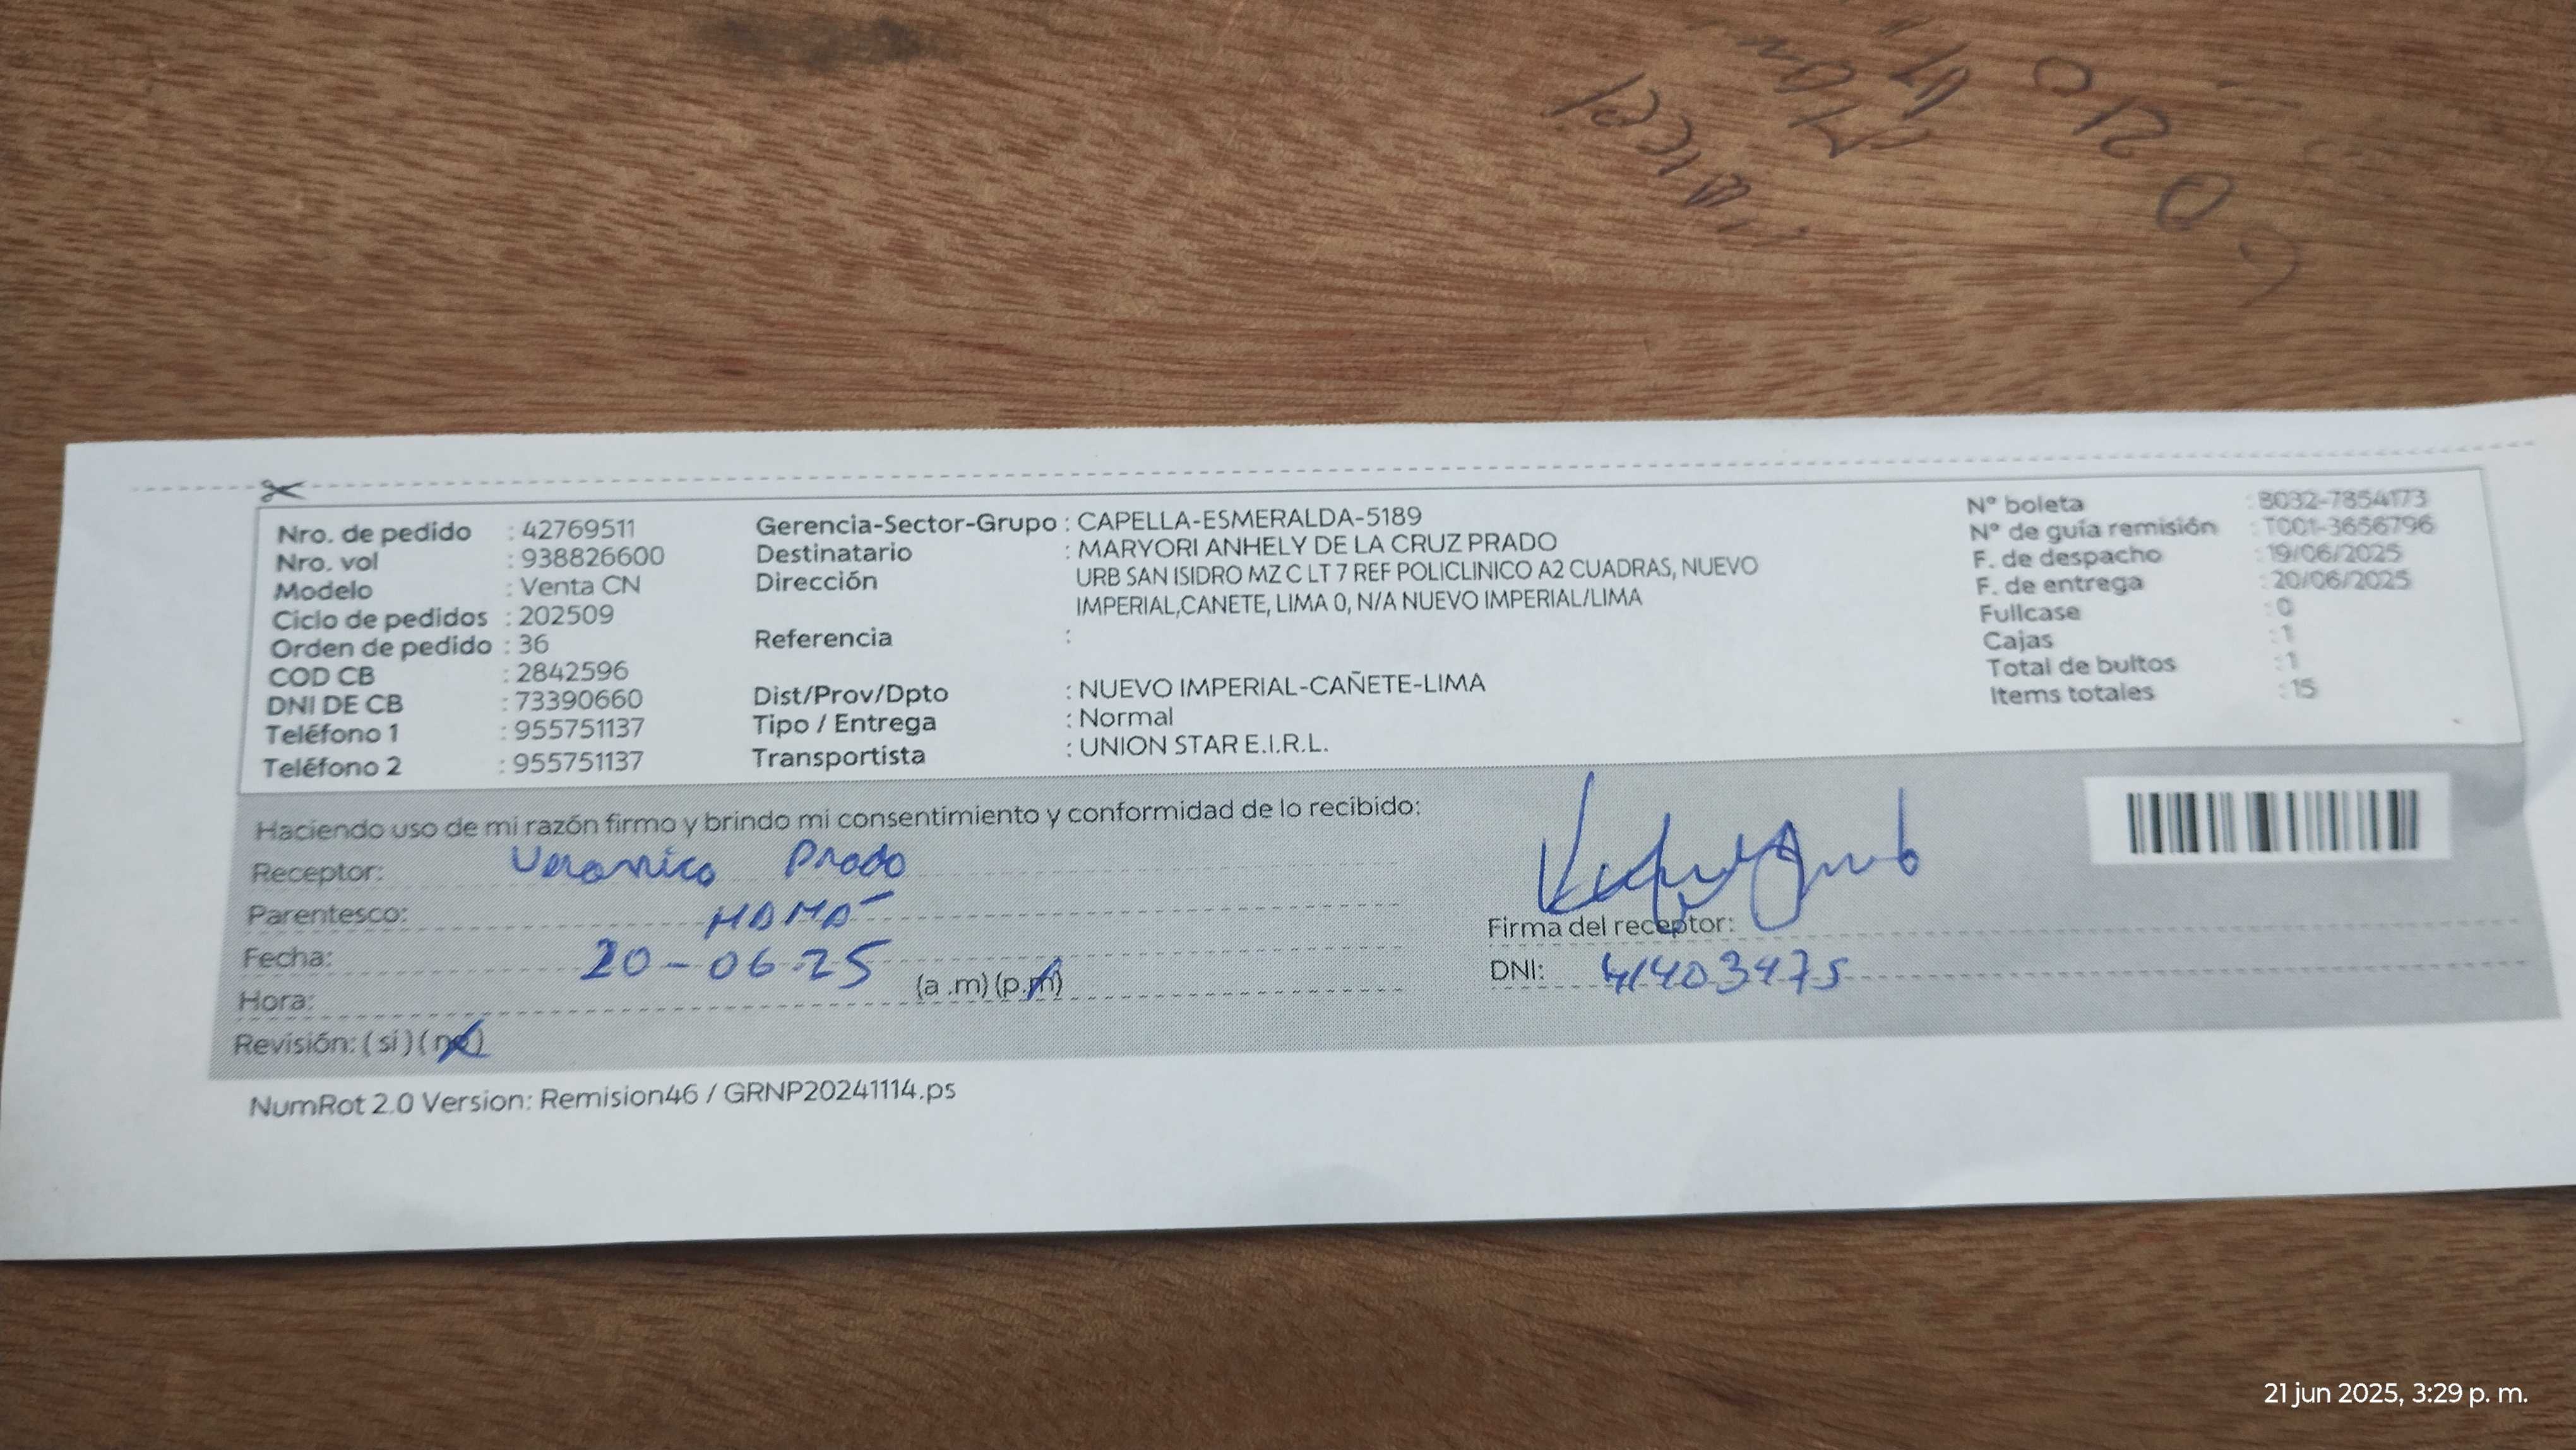 Nro. de pedido : 42769511
Nro. vol : 938826600
Modelo : Venta CN
Ciclo de pedidos : 202509
Orden de pedido : 36
COD CB : 2842596
DNI DE CB : 73390660
Teléfono 1 : 955751137
Teléfono 2 : 955751137
Gerencia-Sector-Grupo : CAPELLA-ESMERALDA-5189
Destinatario : MARYORI ANHELY DE LA CRUZ PRADO
Dirección URB SAN ISIDRO MZ C LT 7 REF POLICLINICO A2 CUADRAS, NUEVO
IMPERIAL,CANETE, LIMA 0, N/A NUEVO IMPERIAL/LIMA
Referencia :
Dist/Prov/Dpto : NUEVO IMPERIAL-CAÑETE-LIMA
Tipo / Entrega : Normal
Transportista : UNION STAR E.I.R.L.
N° boleta : B032-7854173
N° de guía remisión : T001-3656796
F. de despacho : 19/06/2025
F. de entrega : 20/06/2025
Fullcase : 0
Cajas : 1
Total de bultos : 1
Items totales : 15
Haciendo uso de mi razón firmo y brindo mi consentimiento y conformidad de lo recibido:
Receptor: Veronica Prado
Parentesco: MAMÁ
Fecha: 20-06-25
Hora: (a .m) (p.m)
Revisión: ( si ) ( no )
Firma del receptor:
DNI: 41403475
NumRot 2.0 Version: Remision46 / GRNP20241114.ps
21 jun 2025, 3:29 p. m.